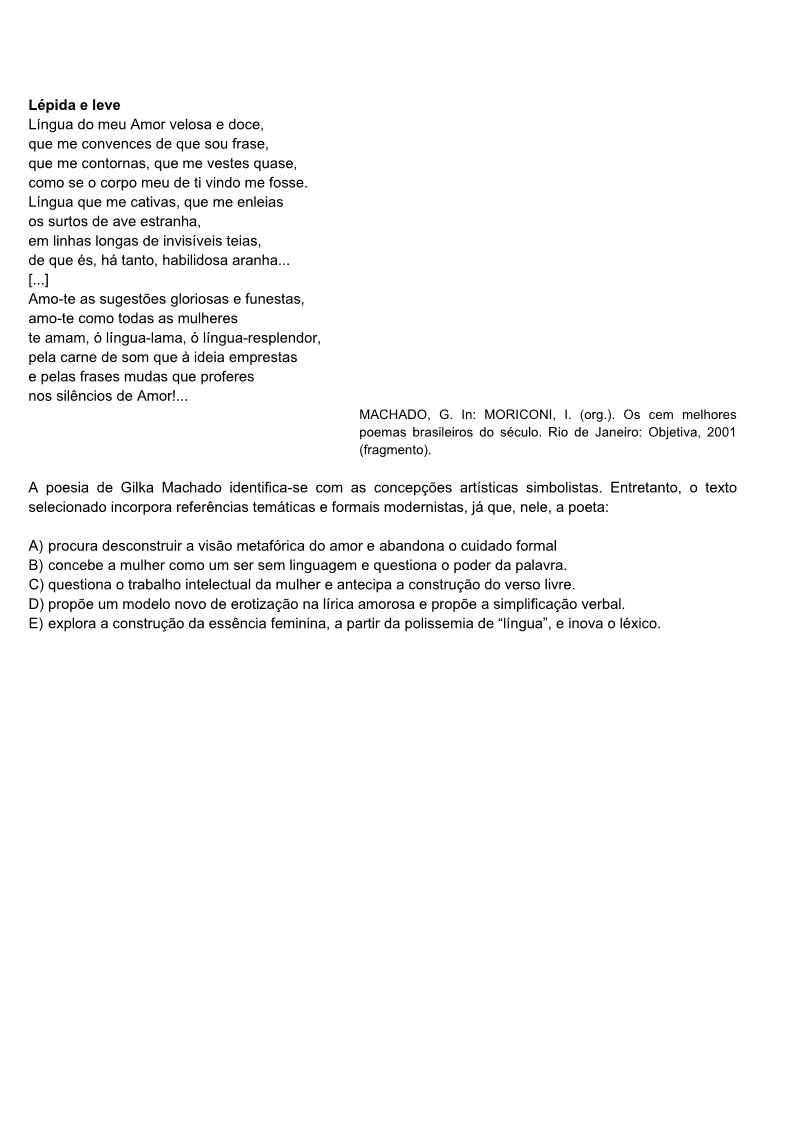 Lépida e leve
Língua do meu Amor velosa e doce,
que me convences de que sou frase,
que me contornas, que me vestes quase,
como se o corpo meu de ti vindo me fosse.
Língua que me cativas, que me enleias
os surtos de ave estranha,
em linhas longas de invisíveis teias,
de que és, há tanto, habilidosa aranha...
[...]
Amo-te as sugestões gloriosas e funestas,
amo-te como todas as mulheres
te amam, ó língua-lama, ó língua-resplendor,
pela carne de som que à ideia emprestas
e pelas frases mudas que proferes
nos silêncios de Amor!...
MACHADO, G. In: MORICONI, I. (org.). Os cem melhores
poemas brasileiros do século. Rio de Janeiro: Objetiva, 2001
(fragmento).
A poesia de Gilka Machado identifica-se com as concepções artísticas simbolistas. Entretanto, o texto
selecionado incorpora referências temáticas e formais modernistas, já que, nele, a poeta:
A) procura desconstruir a visão metafórica do amor e abandona o cuidado formal
B) concebe a mulher como um ser sem linguagem e questiona o poder da palavra.
C) questiona o trabalho intelectual da mulher e antecipa a construção do verso livre.
D) propõe um modelo novo de erotização na lírica amorosa e propõe a simplificação verbal.
E) explora a construção da essência feminina, a partir da polissemia de “língua”, e inova o léxico.